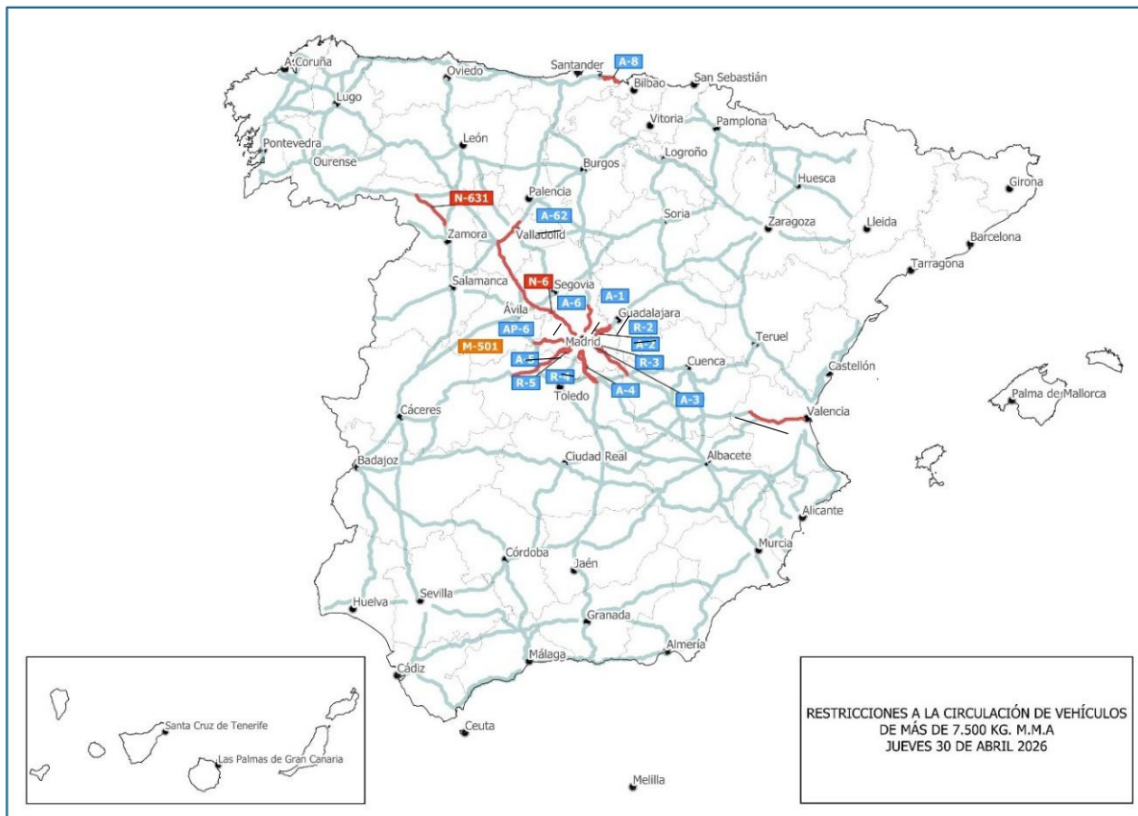 A-8
A Coruña
Oviedo
Santander
Bilbao
San Sebastián
Lugo
Vitoria
Pamplona
León
Pontevedra
Ourense
Logroño
Burgos
Huesca
Girona
N-631
Palencia
A-62
Soria
Valladolid
Zaragoza
Lleida
Zamora
Barcelona
Tarragona
N-6
Segovia
Salamanca
A-6
A-1
Ávila
Guadalajara
AP-6
R-2
Teruel
M-501
Madrid
A-2
A-5
R-3
Cuenca
Castellón
R-5
R-4
A-4
Toledo
A-3
Palma de Mallorca
Cáceres
Valencia
Badajoz
Ciudad Real
Albacete
Alicante
Murcia
Córdoba
Jaén
Huelva
Sevilla
Granada
Almería
Málaga
Cádiz
Ceuta
Melilla
Santa Cruz de Tenerife
Las Palmas de Gran Canaria
RESTRICCIONES A LA CIRCULACIÓN DE VEHÍCULOS
DE MÁS DE 7.500 KG. M.M.A
JUEVES 30 DE ABRIL 2026